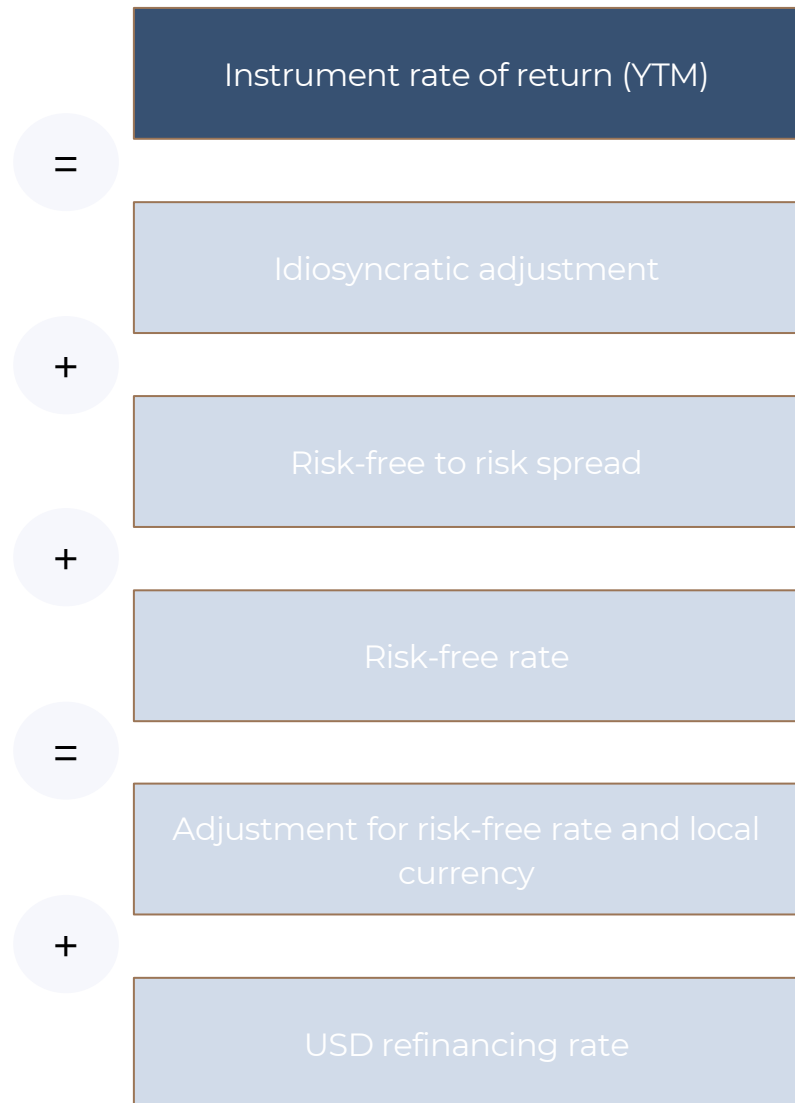 Instrument rate of return (YTM)
=
Idiosyncratic adjustment
+
Risk-free to risk spread
+
Risk-free rate
=
Adjustment for risk-free rate and local
currency
+
USD refinancing rate